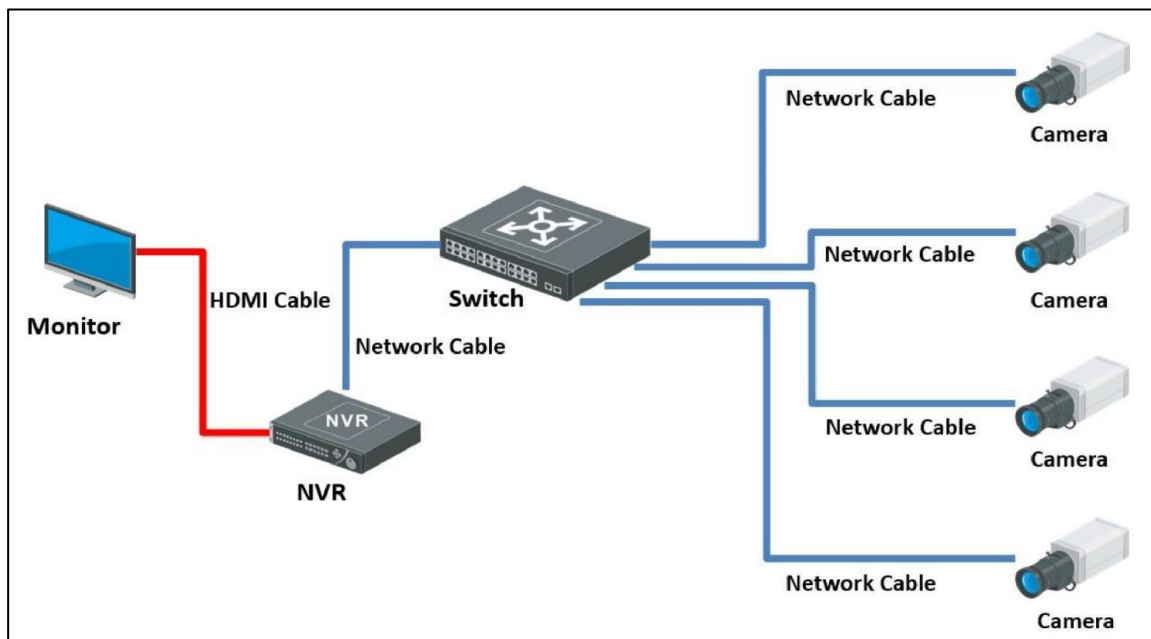 Network Cable
Camera
Network Cable
Camera
Switch
HDMI Cable
Monitor
Network Cable
NVR
NVR
Network Cable
Camera
Network Cable
Camera